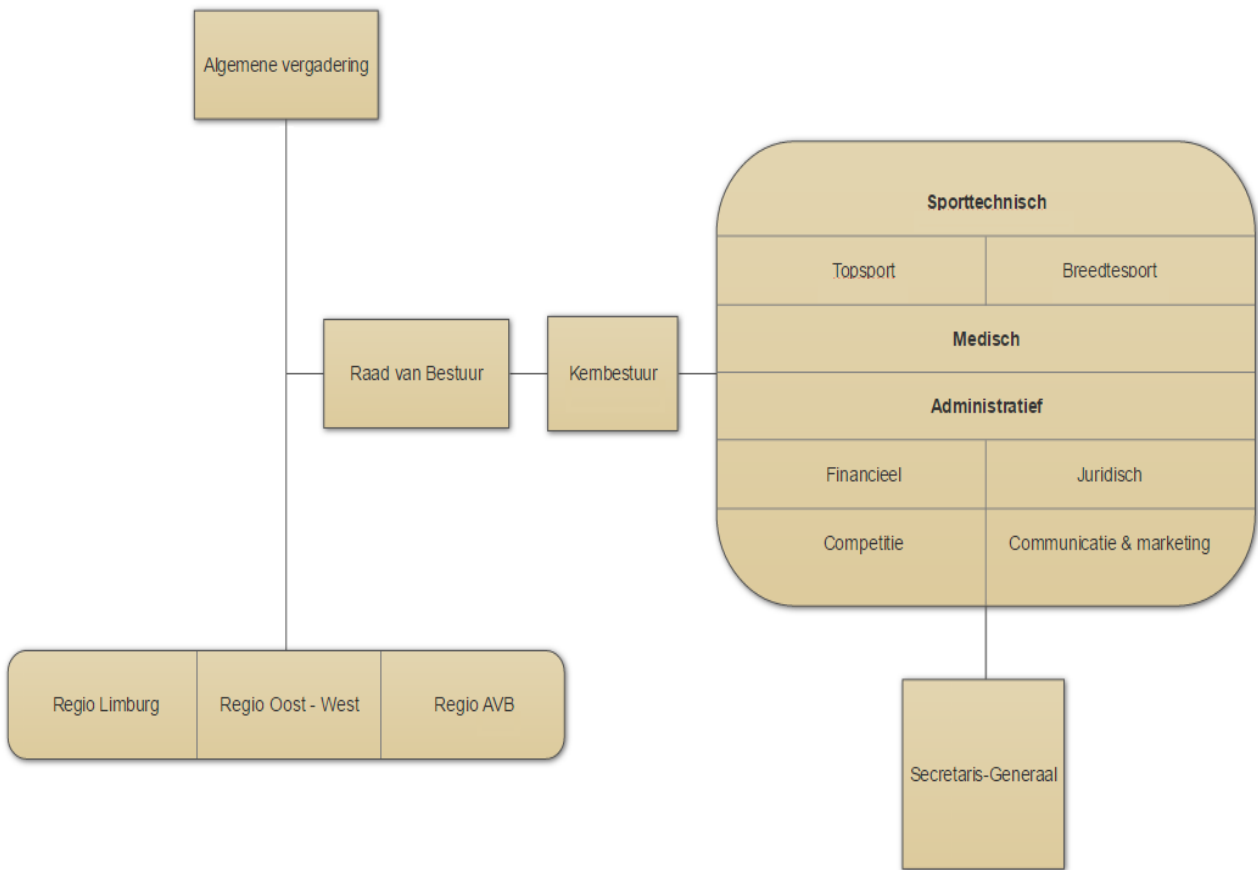 Algemene vergadering
Sporttechnisch
Topsport
Breedtesport
Medisch
Raad van Bestuur
Kernbestuur
Administratief
Financieel
Juridisch
Competitie
Communicatie & marketing
Regio Limburg
Regio Oost - West
Regio AVB
Secretaris-Generaal